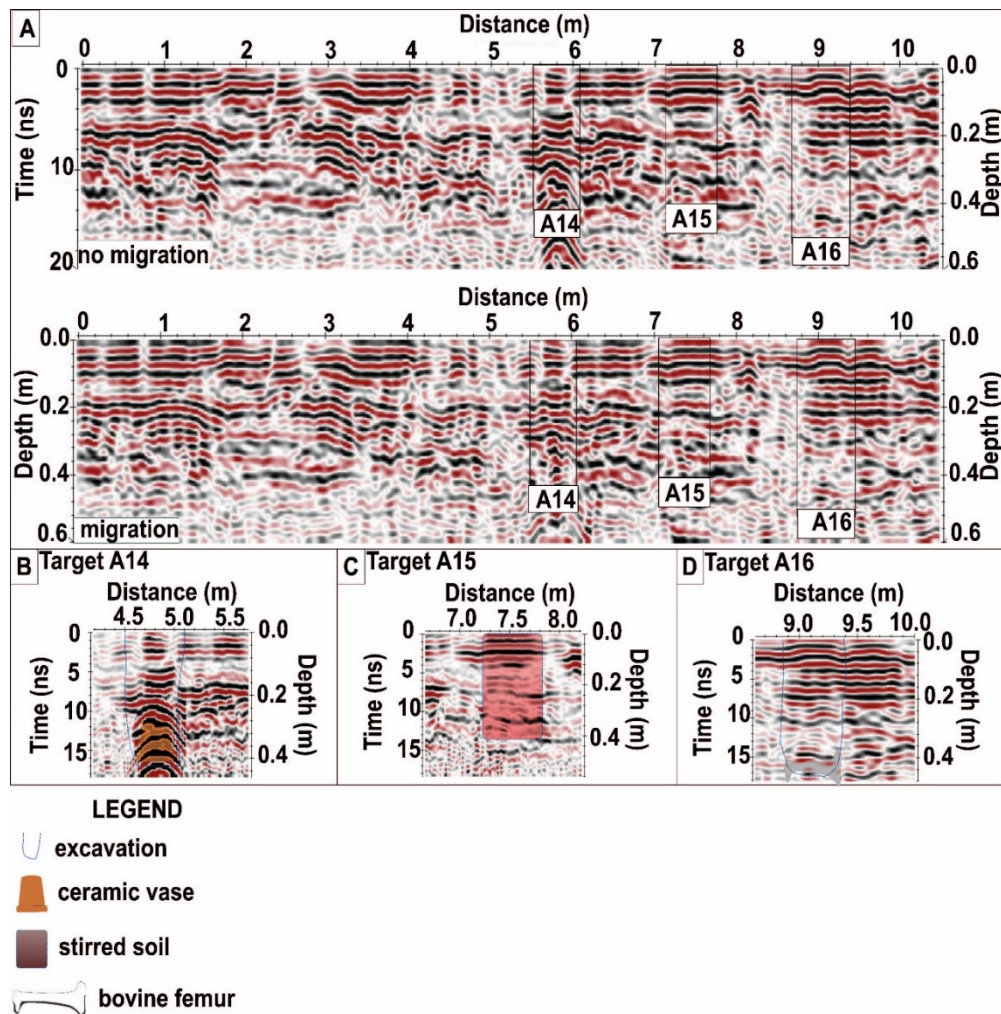 A
Distance (m)
0 1 2 3 4 5 6 7 8 9 10
Time (ns)
0
10
20
0.0
0.2
0.4
0.6
Depth (m)
A14
A15
A16
no migration
Distance (m)
0 1 2 3 4 5 6 7 8 9 10
Depth (m)
0.0
0.2
0.4
0.6
0.0
0.2
0.4
0.6
Depth (m)
A14
A15
A16
migration
B Target A14
Distance (m)
4.5 5.0 5.5
Time (ns)
0
5
10
15
0.0
0.2
0.4
Depth (m)
C Target A15
Distance (m)
7.0 7.5 8.0
Time (ns)
0
5
10
15
0.0
0.2
0.4
Depth (m)
D Target A16
Distance (m)
9.0 9.5 10.0
Time (ns)
0
5
10
15
0.0
0.2
0.4
Depth (m)
LEGEND
excavation
ceramic vase
stirred soil
bovine femur